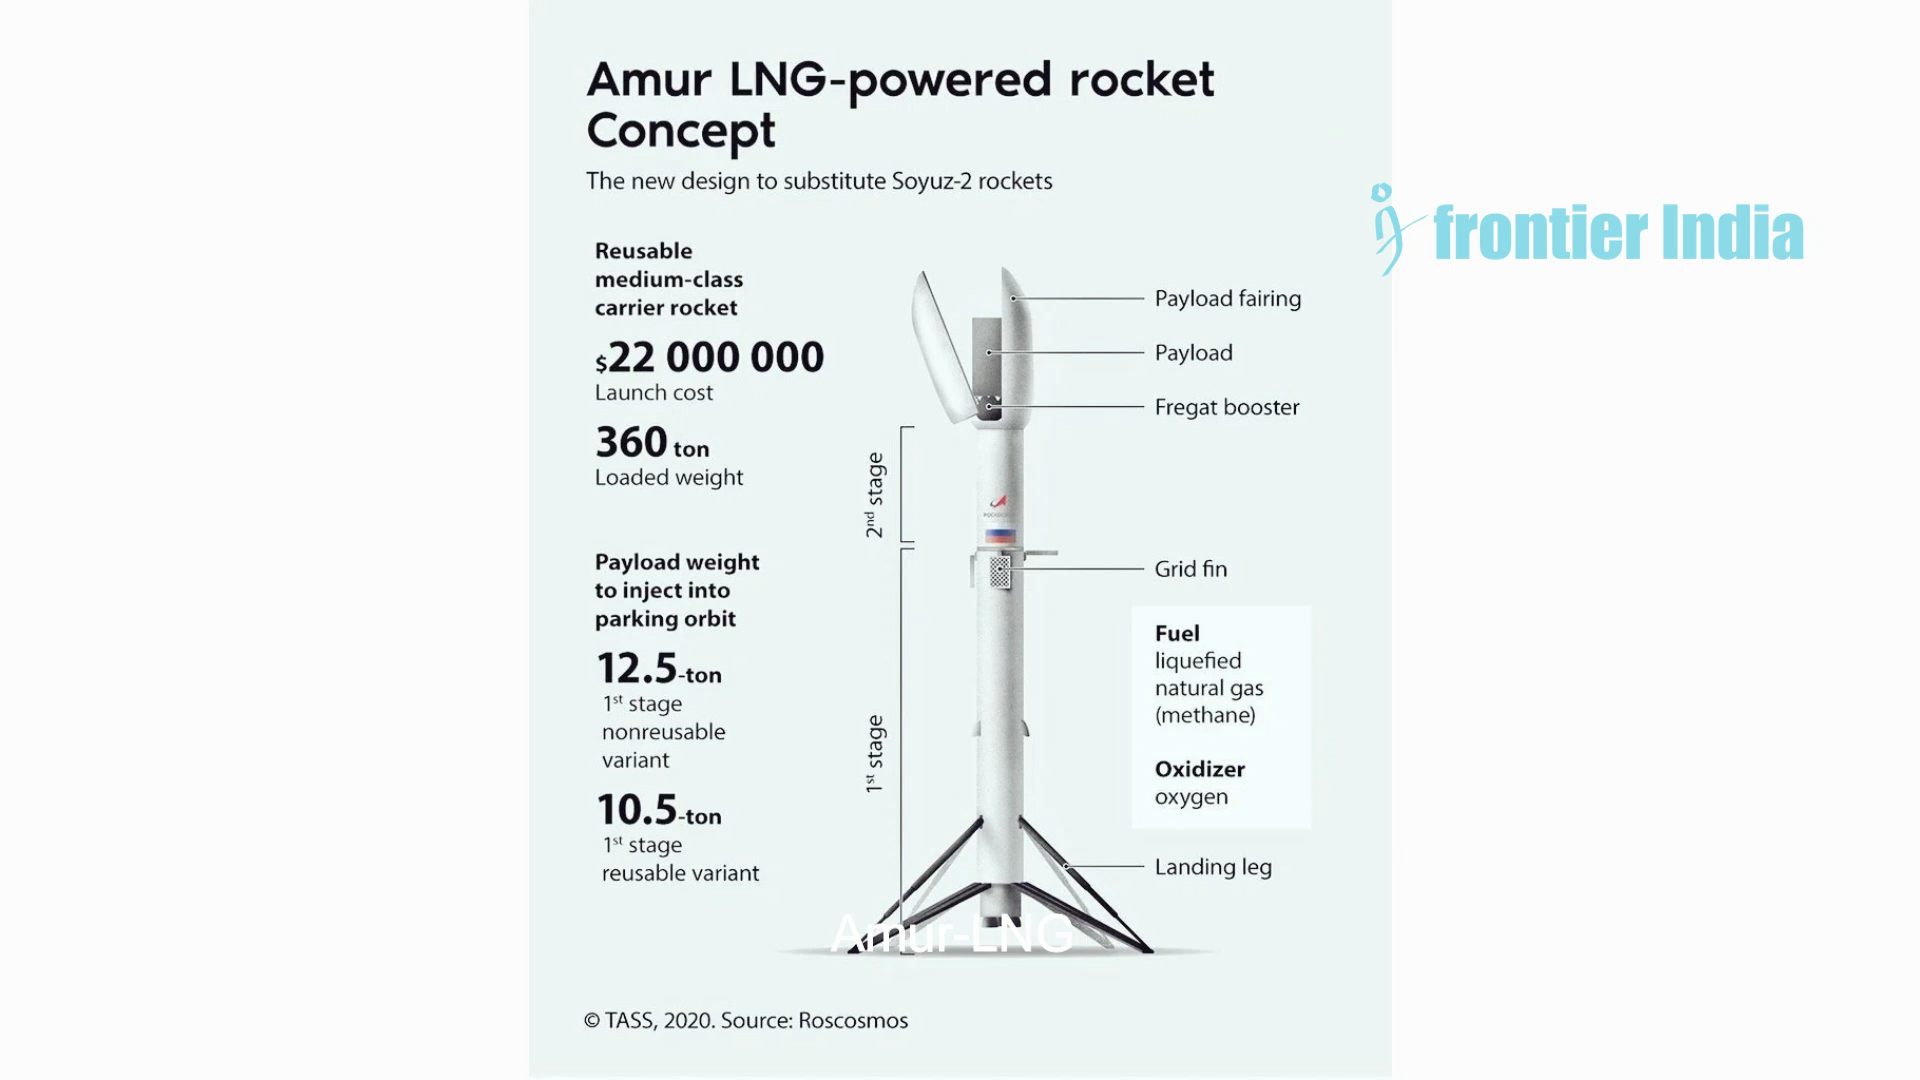 Amur LNG-powered rocket
Concept
The new design to substitute Soyuz-2 rockets
frontier India
Reusable
medium-class
carrier rocket
$22 000 000
Launch cost
360 ton
Loaded weight
Payload weight
to inject into
parking orbit
12.5-ton
1st stage
nonreusable
variant
10.5-ton
1st stage
reusable variant
2nd stage
1st stage
Payload fairing
Payload
Fregat booster
Grid fin
Fuel
liquefied
natural gas
(methane)
Oxidizer
oxygen
Landing leg
Amur-LNG
© TASS, 2020. Source: Roscosmos